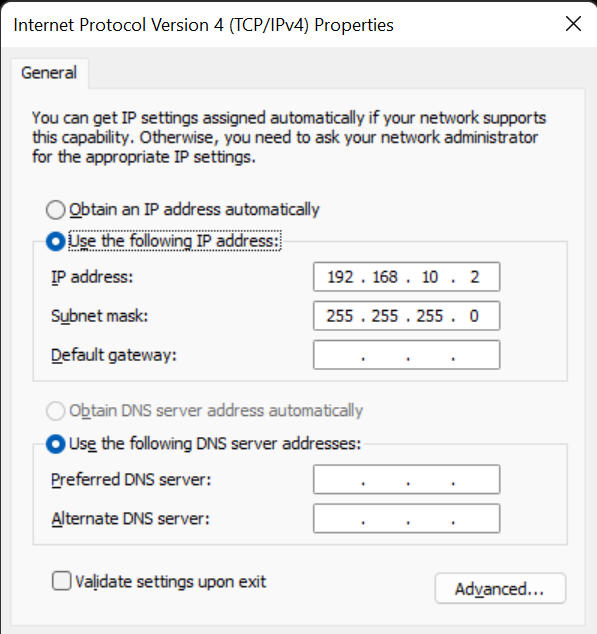 Internet Protocol Version 4 (TCP/IPv4) Properties
General
You can get IP settings assigned automatically if your network supports
this capability. Otherwise, you need to ask your network administrator
for the appropriate IP settings.
Obtain an IP address automatically
Use the following IP address:
IP address: 192 . 168 . 10 . 2
Subnet mask: 255 . 255 . 255 . 0
Default gateway: . . .
Obtain DNS server address automatically
Use the following DNS server addresses:
Preferred DNS server: . . .
Alternate DNS server: . . .
Validate settings upon exit
Advanced...